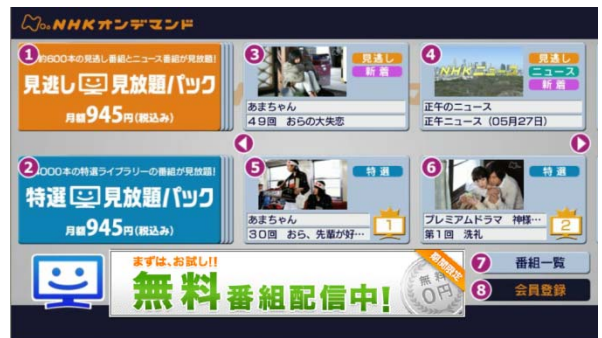 NHKオンデマンド
1
約600本の見逃し番組とニュース番組が見放題!
見逃し見放題パック
月額945円(税込み)
3
見逃し
新着
あまちゃん
49回 おらの大失恋
4
NHKニュース
見逃し
ニュース
新着
正午のニュース
正午ニュース (05月27日)
2
000本の特選ライブラリーの番組が見放題!
特選見放題パック
月額945円(税込み)
5
特選
あまちゃん
30回 おら、先輩が好…
1
6
特選
プレミアムドラマ 神様…
第1回 洗礼
2
まずは、お試し!!
無料番組配信中!
期間限定
無料
0円
7
番組一覧
8
会員登録